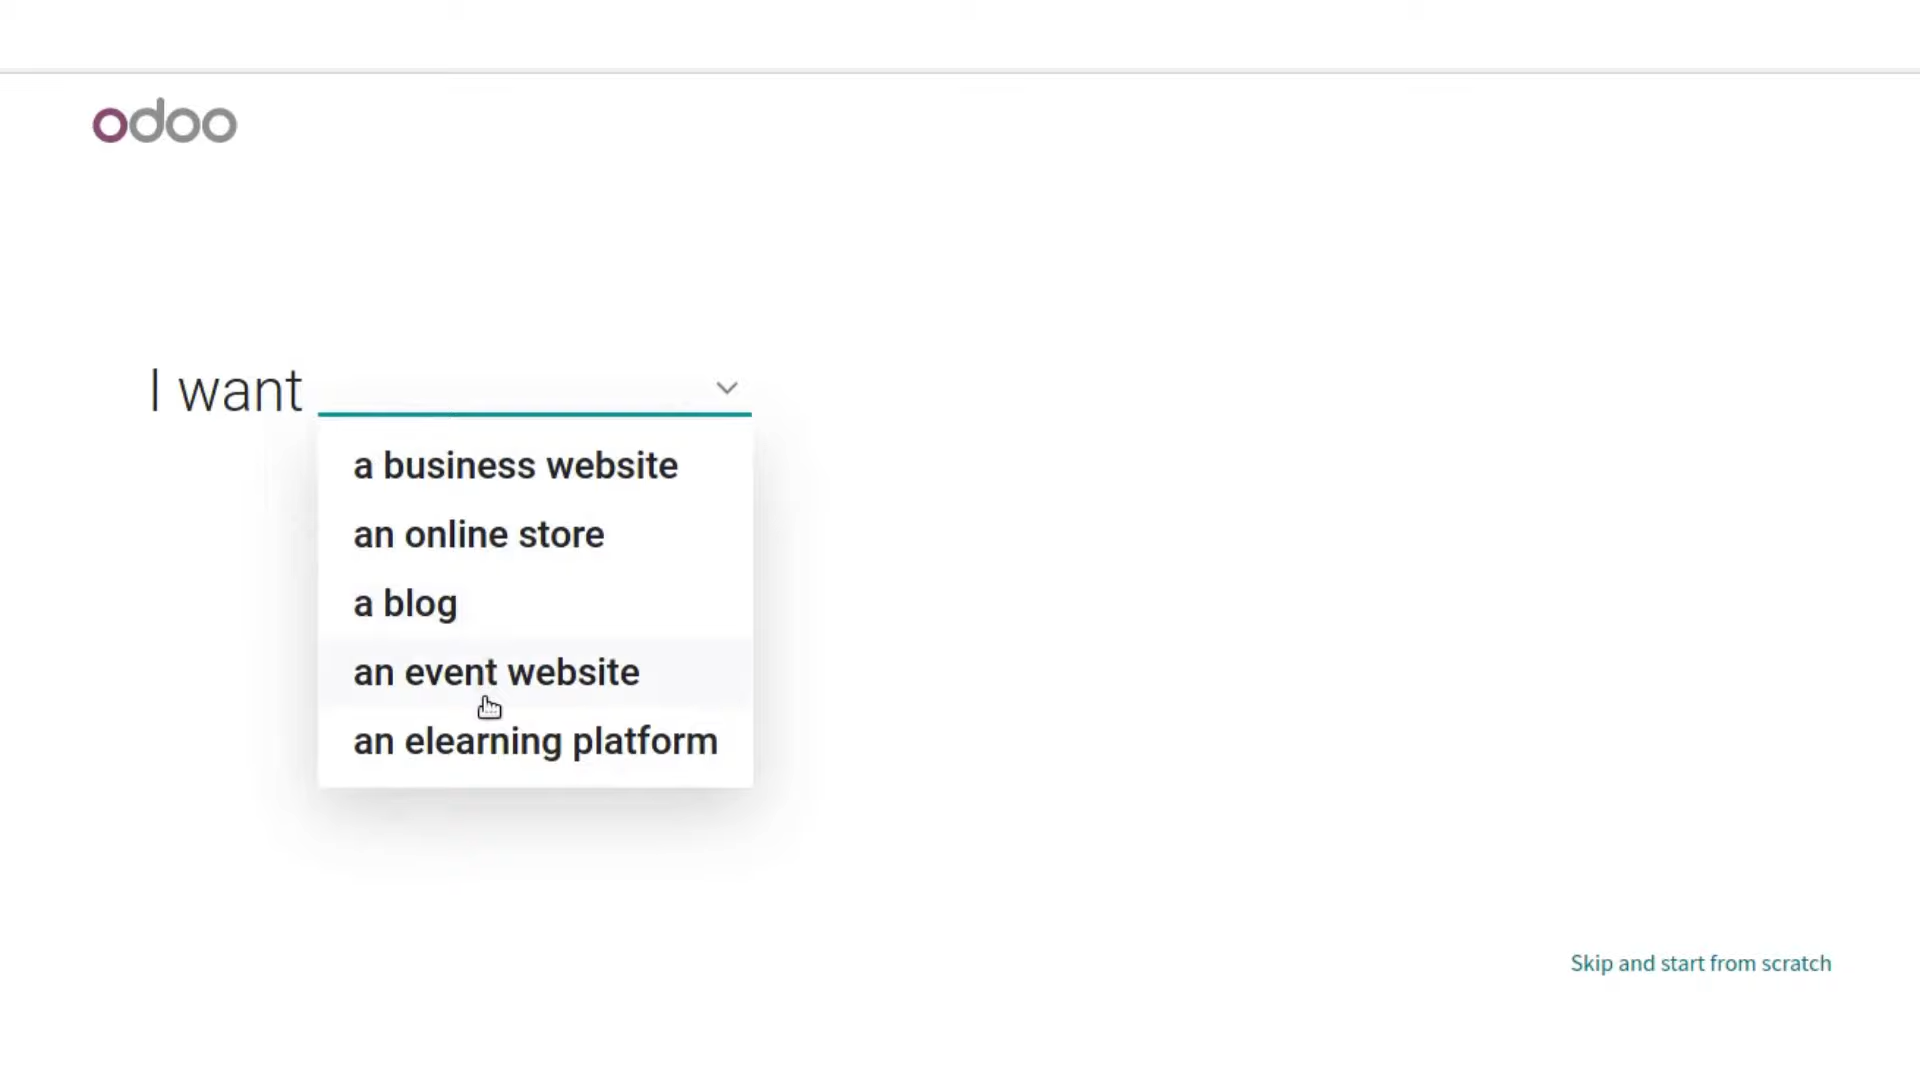 odoo
I want
a business website
an online store
a blog
an event website
an elearning platform
Skip and start from scratch